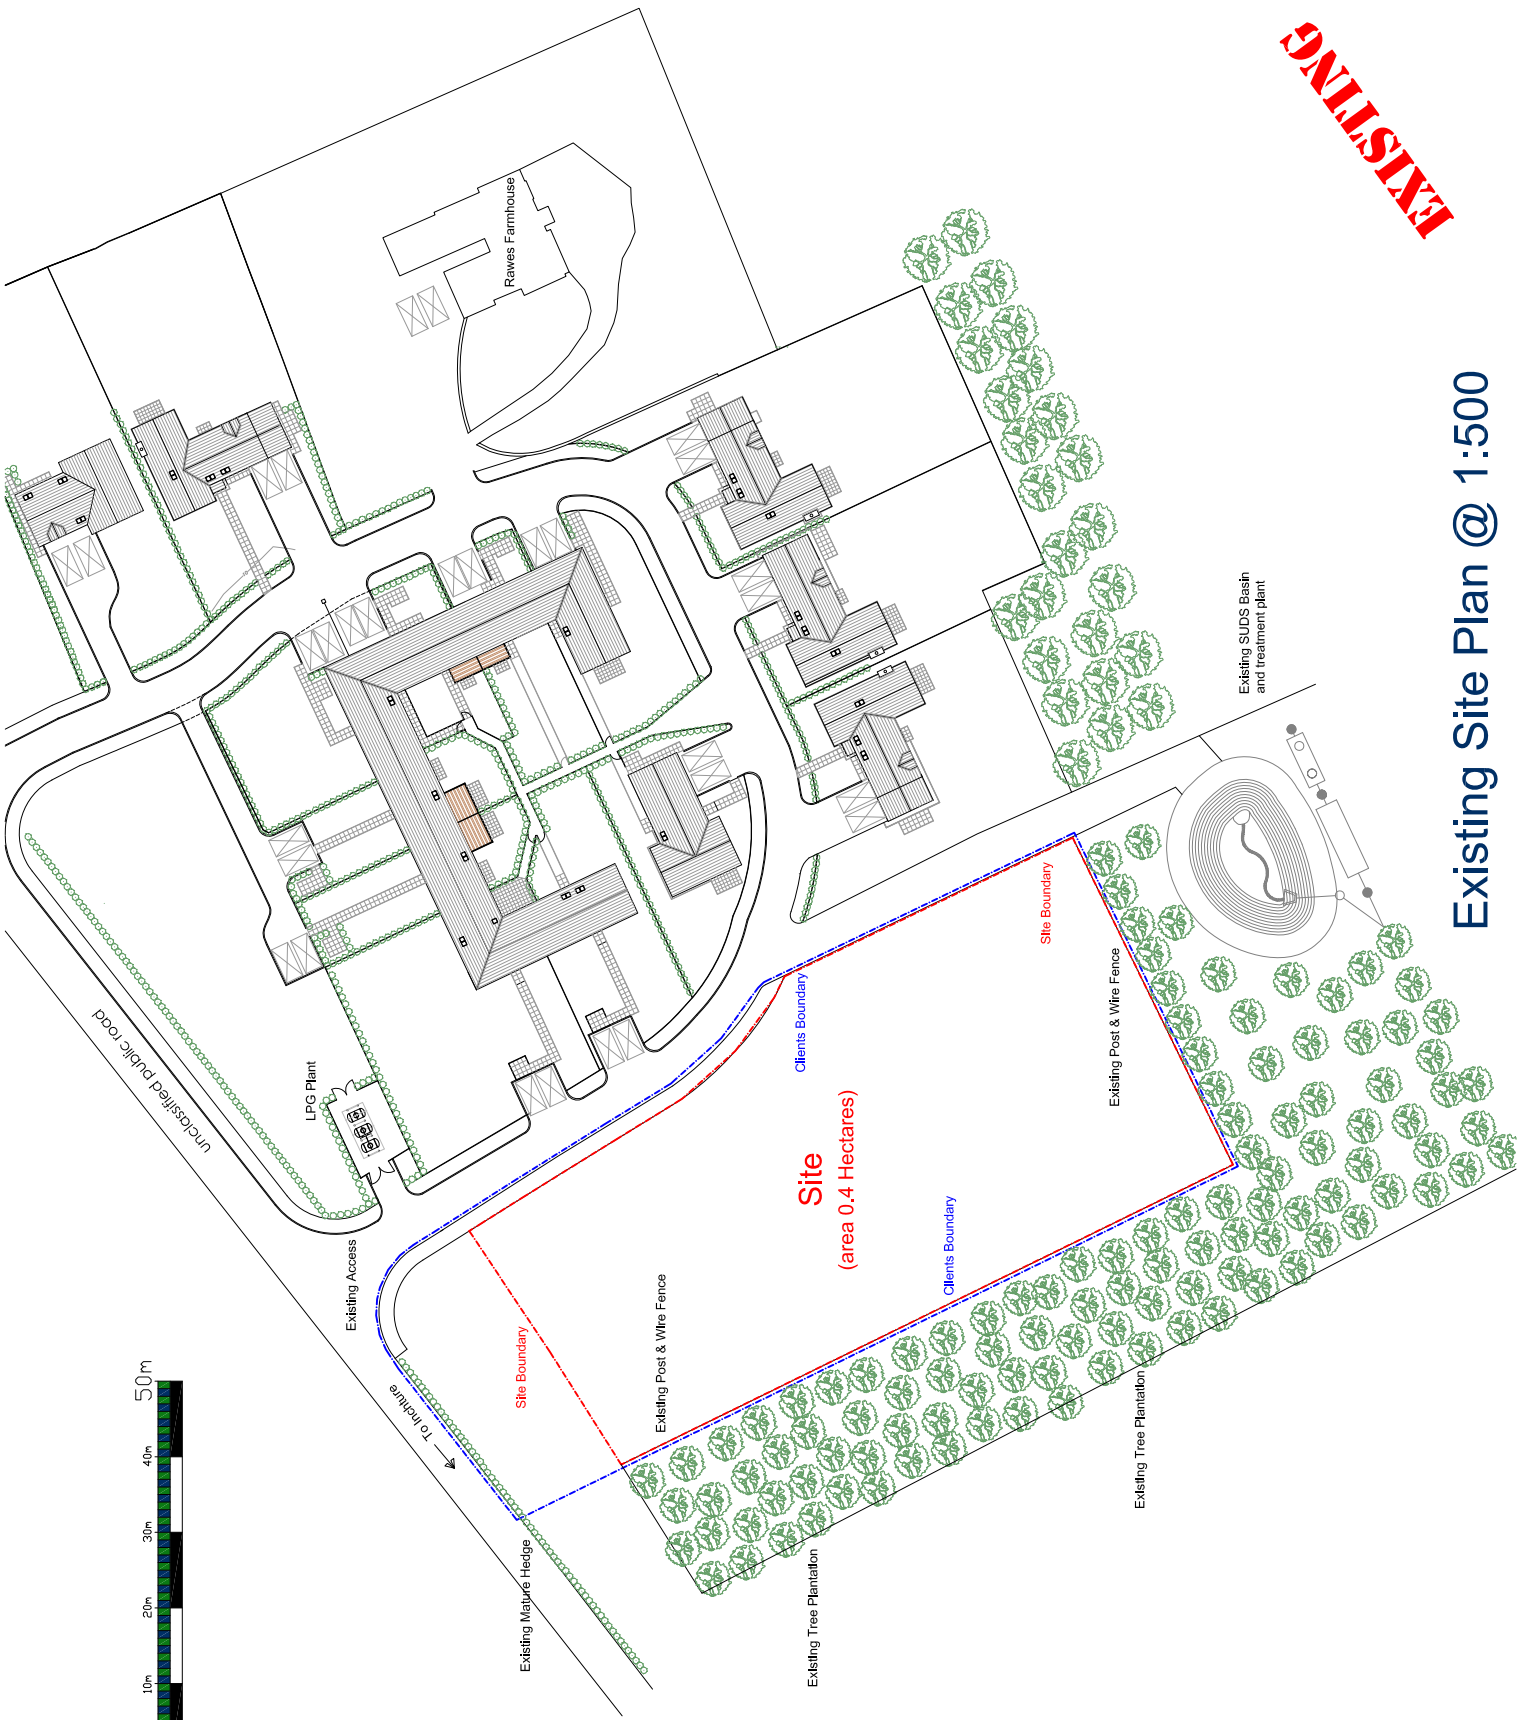 EXISTING
Rawes Farmhouse
Existing Site Plan @ 1:500
Existing SUDS Basin
and treatment plant
unclassified public road
LPG Plant
Existing Access
Site Boundary
Clients Boundary
Existing Post & Wire Fence
Site
(area 0.4 Hectares)
Clients Boundary
Site Boundary
Existing Post & Wire Fence
To Inchture
Existing Mature Hedge
Existing Tree Plantation
Existing Tree Plantation
50m
40m
30m
20m
10m